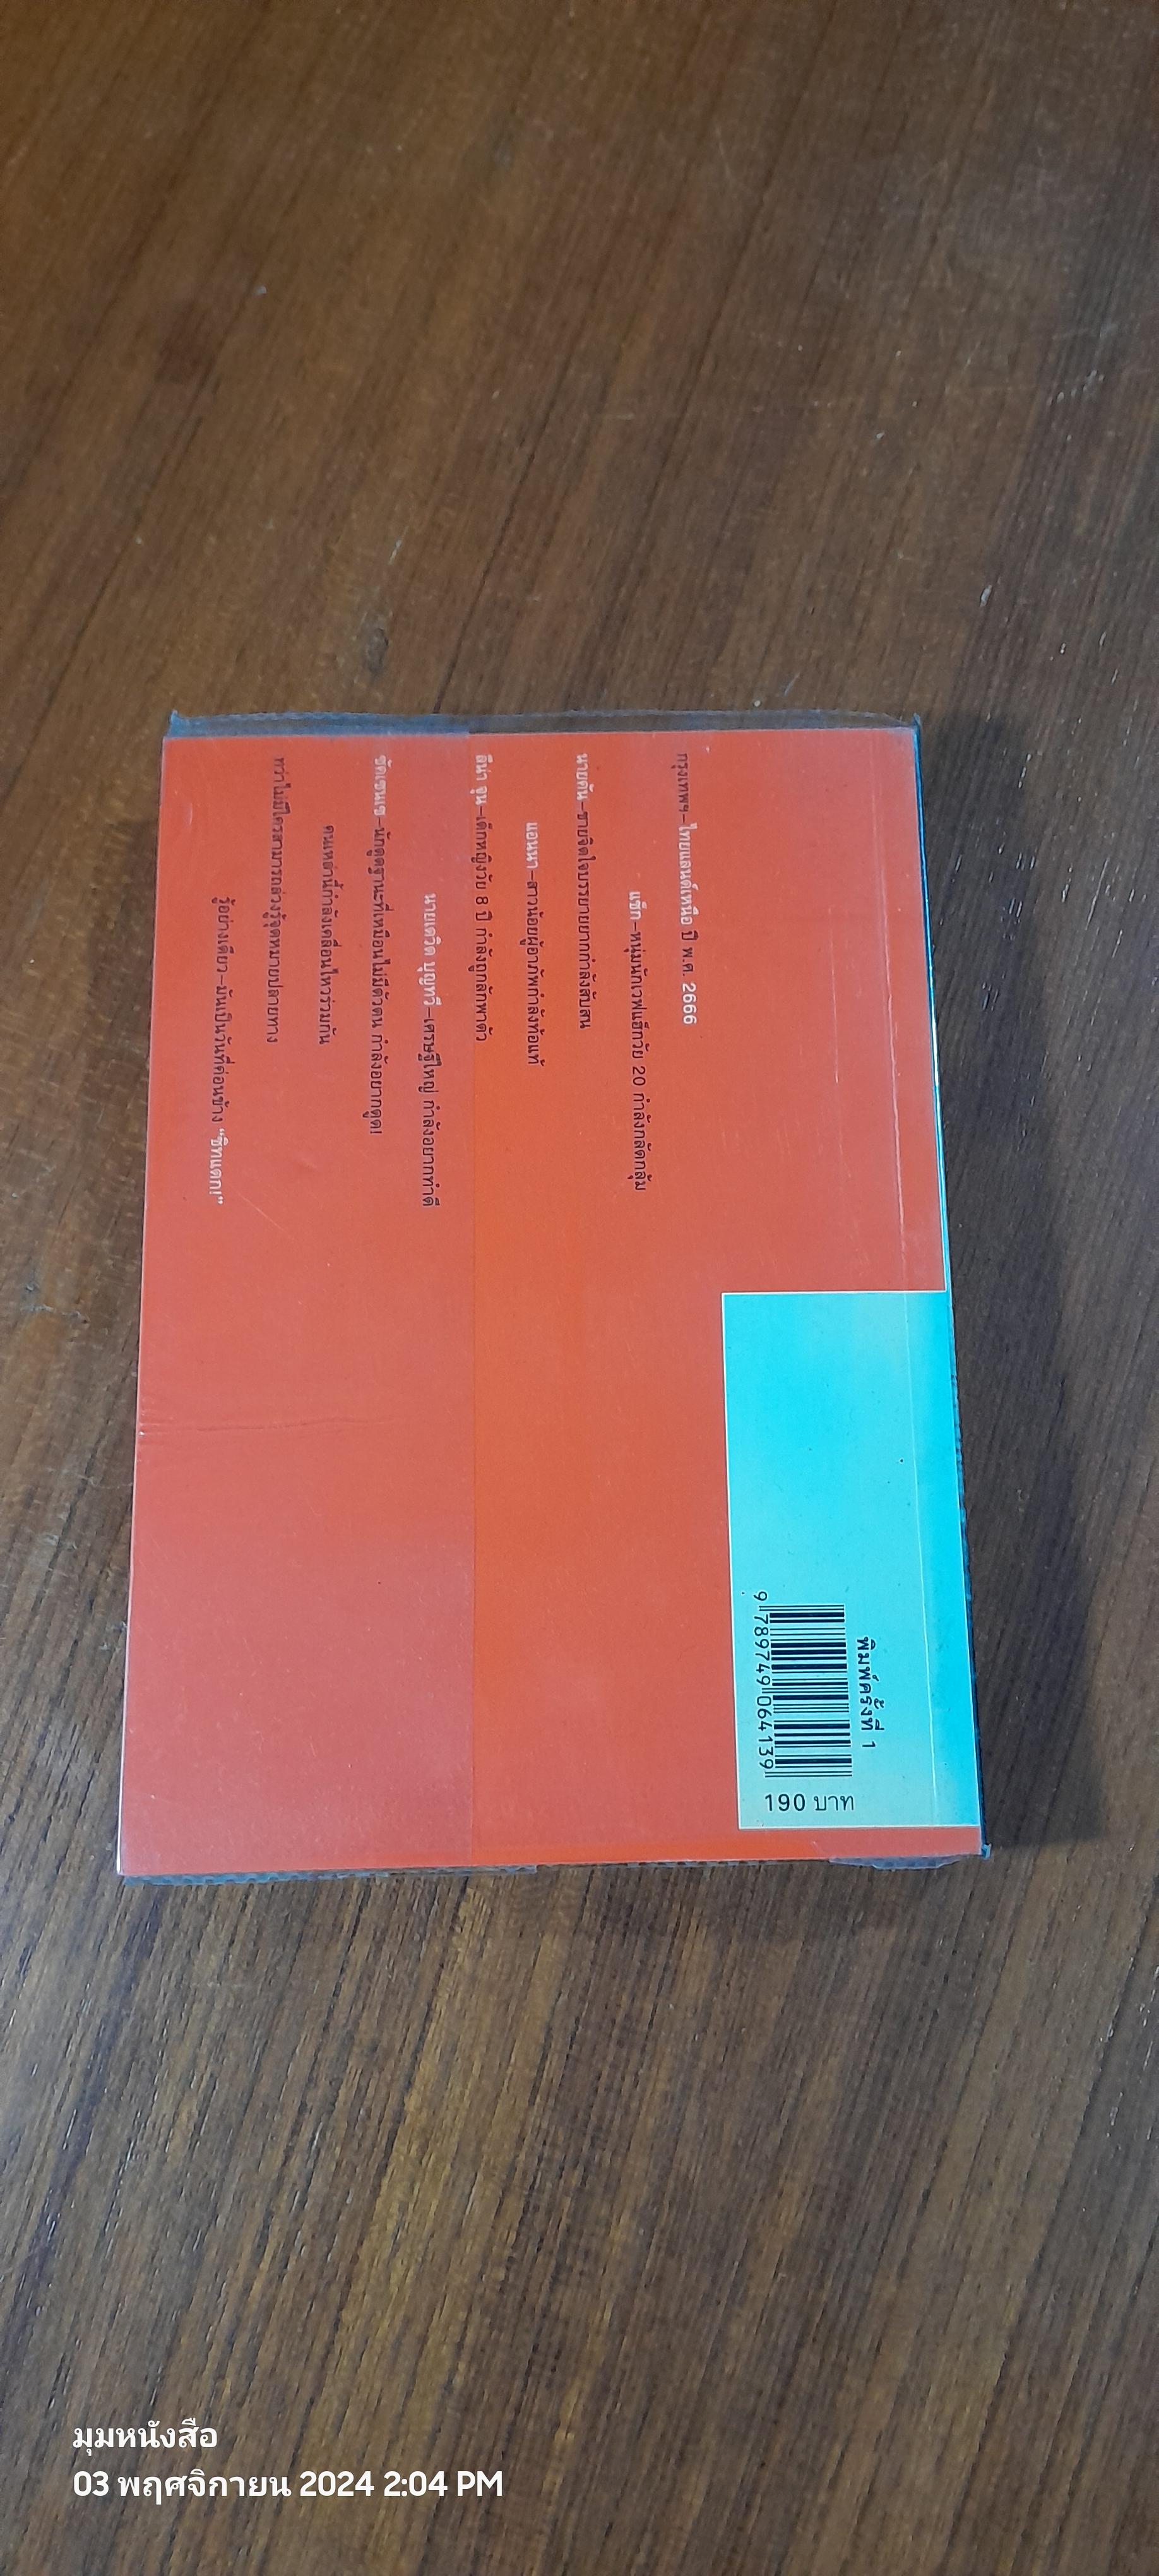 กรุงเทพฯ–ไทยแลนด์เหนือ ปี พ.ศ. 2666
แซ็ก–หนุ่มนักเวฟแฮ็กวัย 20 กำลังกลัดกลุ้ม
นายคัน–ชายจิตใจบรรยายยากกำลังสับสน
แอนนา–สาวน้อยผู้อาภัพกำลังท้อแท้
ลีน่า จุน–เด็กหญิงวัย 8 ปี กำลังถูกลักพาตัว
นายเดวิด บุญทวี–เศรษฐีใหญ่ กำลังอยากทำดี
ชัคเชนเซ–นักดูดฐานะที่เหมือนไม่มีตัวตน กำลังอยากดูด!
คนเหล่านี้กำลังเคลื่อนไหวร่วมกัน
ทว่าไม่มีใครสามารถล่วงรู้จุดหมายปลายทาง
รู้อย่างเดียว–มันเป็นวันที่ค่อนข้าง "ชิทแตก!"
พิมพ์ครั้งที่ 1
9 789749 064139
190 บาท
มุมหนังสือ
03 พฤศจิกายน 2024 2:04 PM